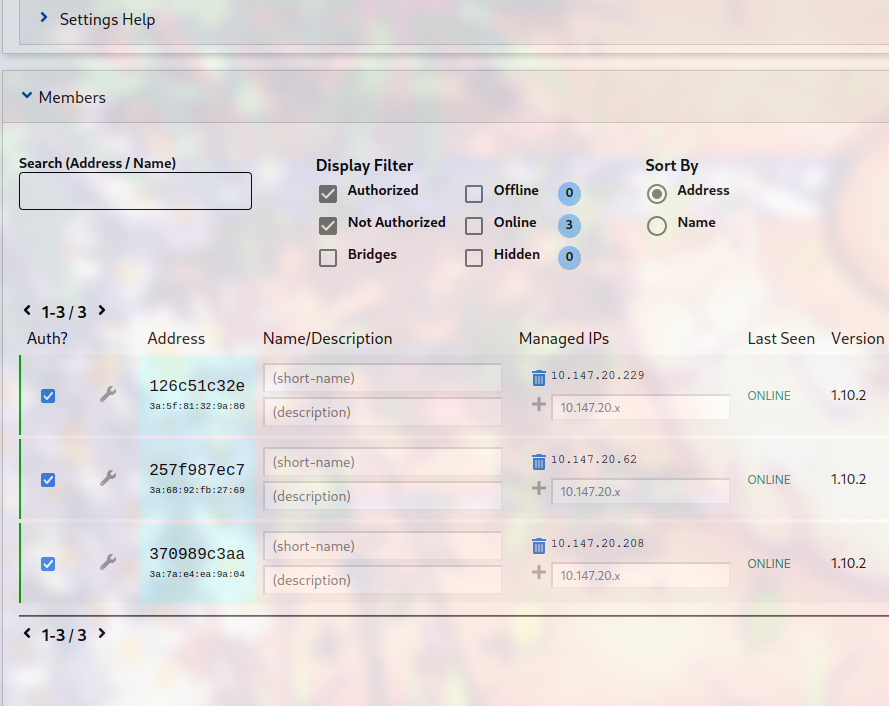 Settings Help
Members
Search (Address / Name)
Display Filter
Sort By
Authorized
Offline
0
Address
Not Authorized
Online
3
Name
Bridges
Hidden
0
1-3 / 3
Auth?
Address
Name/Description
Managed IPs
Last Seen
Version
126c51c32e
3a:5f:81:32:9a:80
(short-name)
(description)
10.147.20.229
10.147.20.x
ONLINE
1.10.2
257f987ec7
3a:68:92:fb:27:69
(short-name)
(description)
10.147.20.62
10.147.20.x
ONLINE
1.10.2
370989c3aa
3a:7a:e4:ea:9a:04
(short-name)
(description)
10.147.20.208
10.147.20.x
ONLINE
1.10.2
1-3 / 3